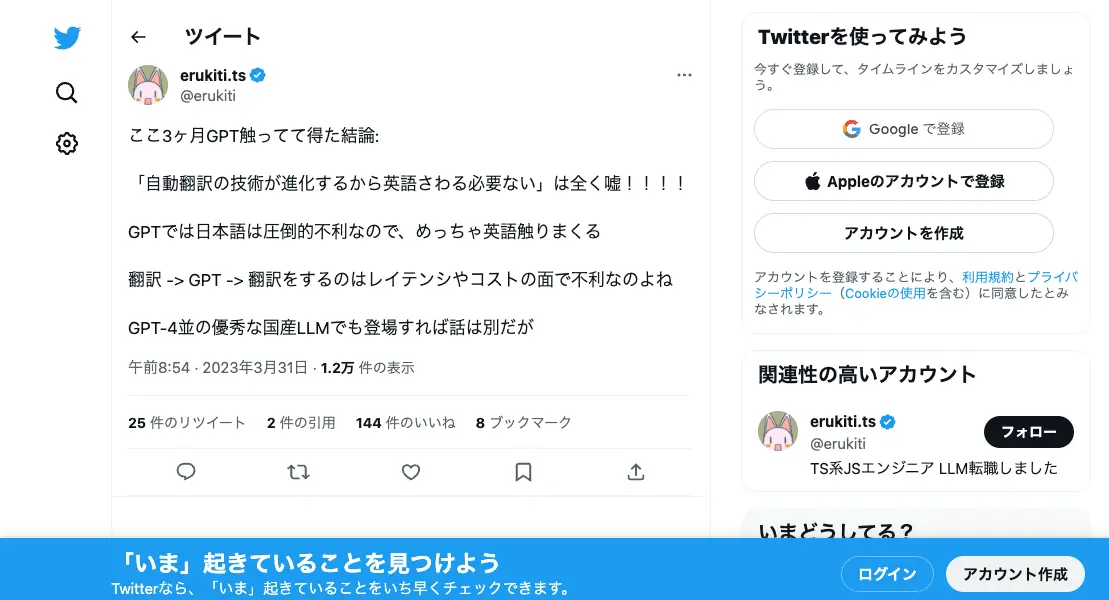 ツイート
erukiti.ts
@erukiti
ここ3ヶ月GPT触ってて得た結論:
「自動翻訳の技術が進化するから英語さわる必要ない」は全く嘘！！！！
GPTでは日本語は圧倒的不利なので、めっちゃ英語触りまくる
翻訳 -> GPT -> 翻訳をするのはレイテンシやコストの面で不利なのよね
GPT-4並の優秀な国産LLMでも登場すれば話は別だが
午前8:54 · 2023年3月31日 · 1.2万 件の表示
25 件のリツイート 2 件の引用 144 件のいいね 8 ブックマーク
Twitterを使ってみよう
今すぐ登録して、タイムラインをカスタマイズしましょ
う。
Google で登録
Appleのアカウントで登録
アカウントを作成
アカウントを登録することにより、利用規約とプライバ
シーポリシー（Cookieの使用を含む）に同意したとみ
なされます。
関連性の高いアカウント
erukiti.ts
@erukiti
フォロー
TS系JSエンジニア LLM転職しました
いまどうしてる？
「いま」起きていることを見つけよう
Twitterなら、「いま」起きていることをいち早くチェックできます。
ログイン
アカウント作成